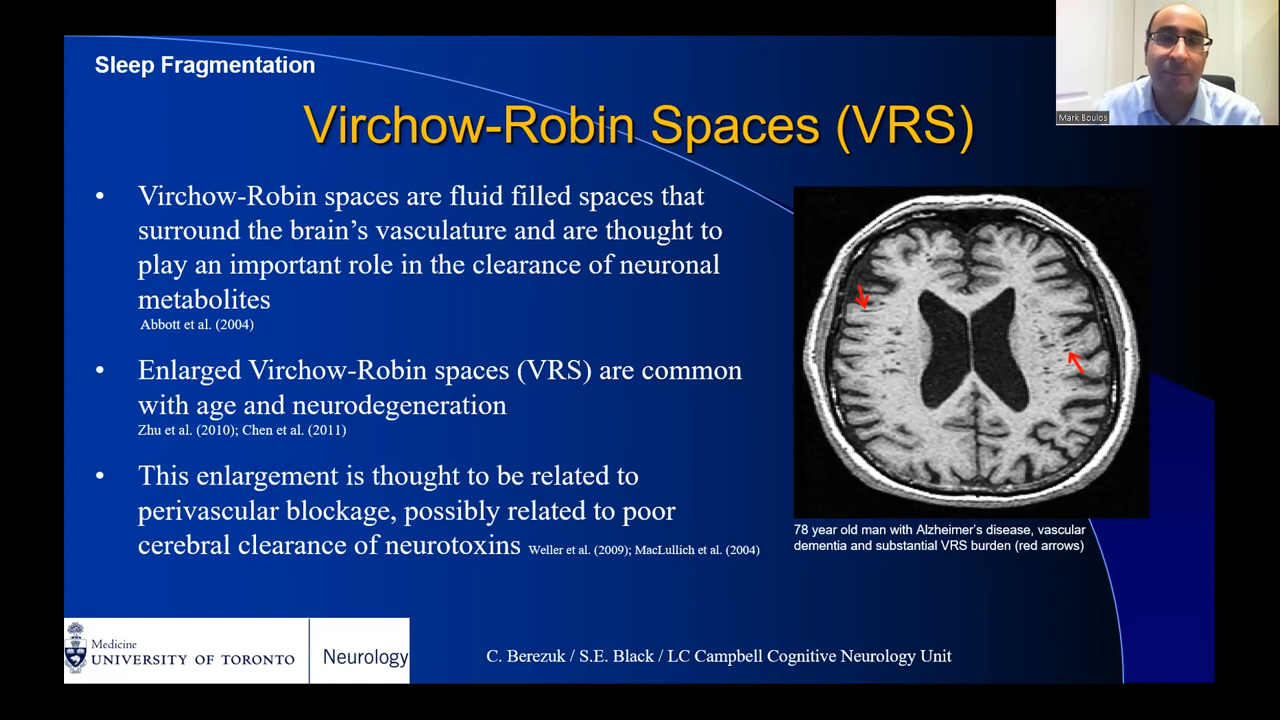 Sleep Fragmentation
Virchow-Robin Spaces (VRS)
Mark Boulos
• Virchow-Robin spaces are fluid filled spaces that
surround the brain’s vasculature and are thought to
play an important role in the clearance of neuronal
metabolites
Abbott et al. (2004)
• Enlarged Virchow-Robin spaces (VRS) are common
with age and neurodegeneration
Zhu et al. (2010); Chen et al. (2011)
• This enlargement is thought to be related to
perivascular blockage, possibly related to poor
cerebral clearance of neurotoxins Weller et al. (2009); MacLullich et al. (2004)
78 year old man with Alzheimer’s disease, vascular
dementia and substantial VRS burden (red arrows)
Medicine
UNIVERSITY OF TORONTO
Neurology
C. Berezuk / S.E. Black / LC Campbell Cognitive Neurology Unit